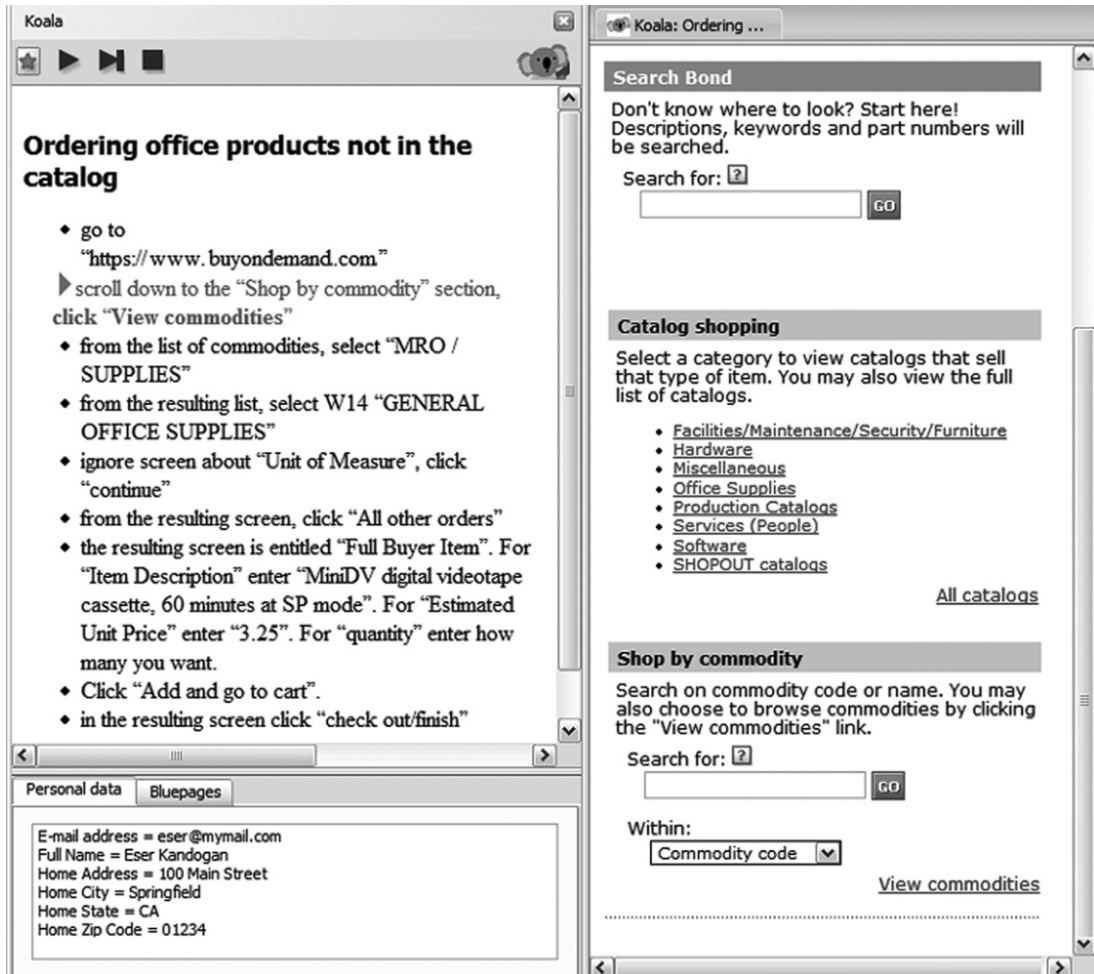 Koala
Ordering office products not in the
catalog
• go to
“https://www.buyondemand.com”
scroll down to the “Shop by commodity” section,
click “View commodities”
• from the list of commodities, select “MRO /
SUPPLIES”
• from the resulting list, select W14 “GENERAL
OFFICE SUPPLIES”
• ignore screen about “Unit of Measure”, click
“continue”
• from the resulting screen, click “All other orders”
• the resulting screen is entitled “Full Buyer Item”. For
“Item Description” enter “MiniDV digital videotape
cassette, 60 minutes at SP mode”. For “Estimated
Unit Price” enter “3.25”. For “quantity” enter how
many you want.
• Click “Add and go to cart”.
• in the resulting screen click “check out/finish”
Personal data Bluepages
E-mail address = eser@mymail.com
Full Name = Eser Kandogan
Home Address = 100 Main Street
Home City = Springfield
Home State = CA
Home Zip Code = 01234
Koala: Ordering ...
Search Bond
Don't know where to look? Start here!
Descriptions, keywords and part numbers will
be searched.
Search for: ?
GO
Catalog shopping
Select a category to view catalogs that sell
that type of item. You may also view the full
list of catalogs.
• Facilities/Maintenance/Security/Furniture
• Hardware
• Miscellaneous
• Office Supplies
• Production Catalogs
• Services (People)
• Software
• SHOPOUT catalogs
All catalogs
Shop by commodity
Search on commodity code or name. You may
also choose to browse commodities by clicking
the "View commodities" link.
Search for: ?
GO
Within:
Commodity code
View commodities